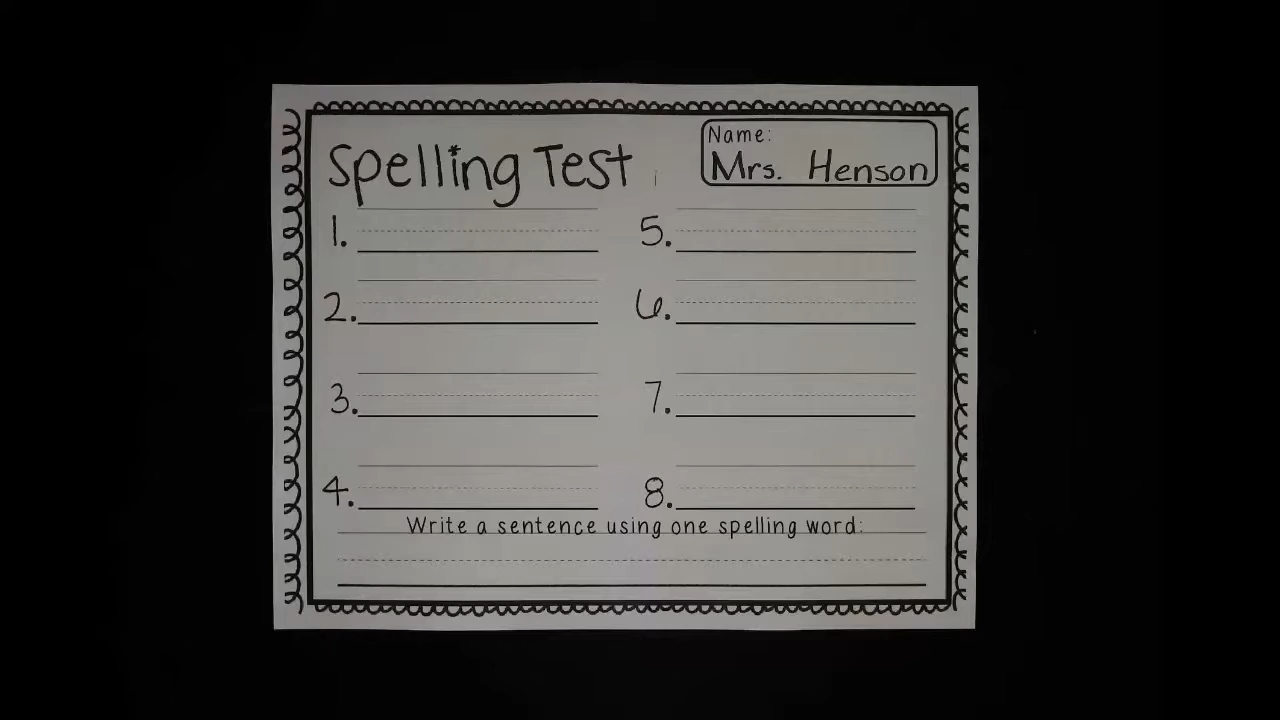 Name:
Spelling Test
Mrs. Henson
1.
2.
3.
4.
5.
6.
7.
8.
Write a sentence using one spelling word: